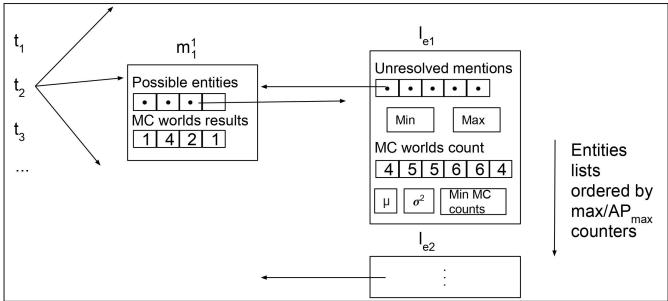 t1
t2
t3
...
m11
Possible entities
MC worlds results
1 4 2 1
le1
Unresolved mentions
Min Max
MC worlds count
4 5 5 6 6 4
μ σ2 Min MC
counts
le2
Entities
lists
ordered by
max/APmax
counters